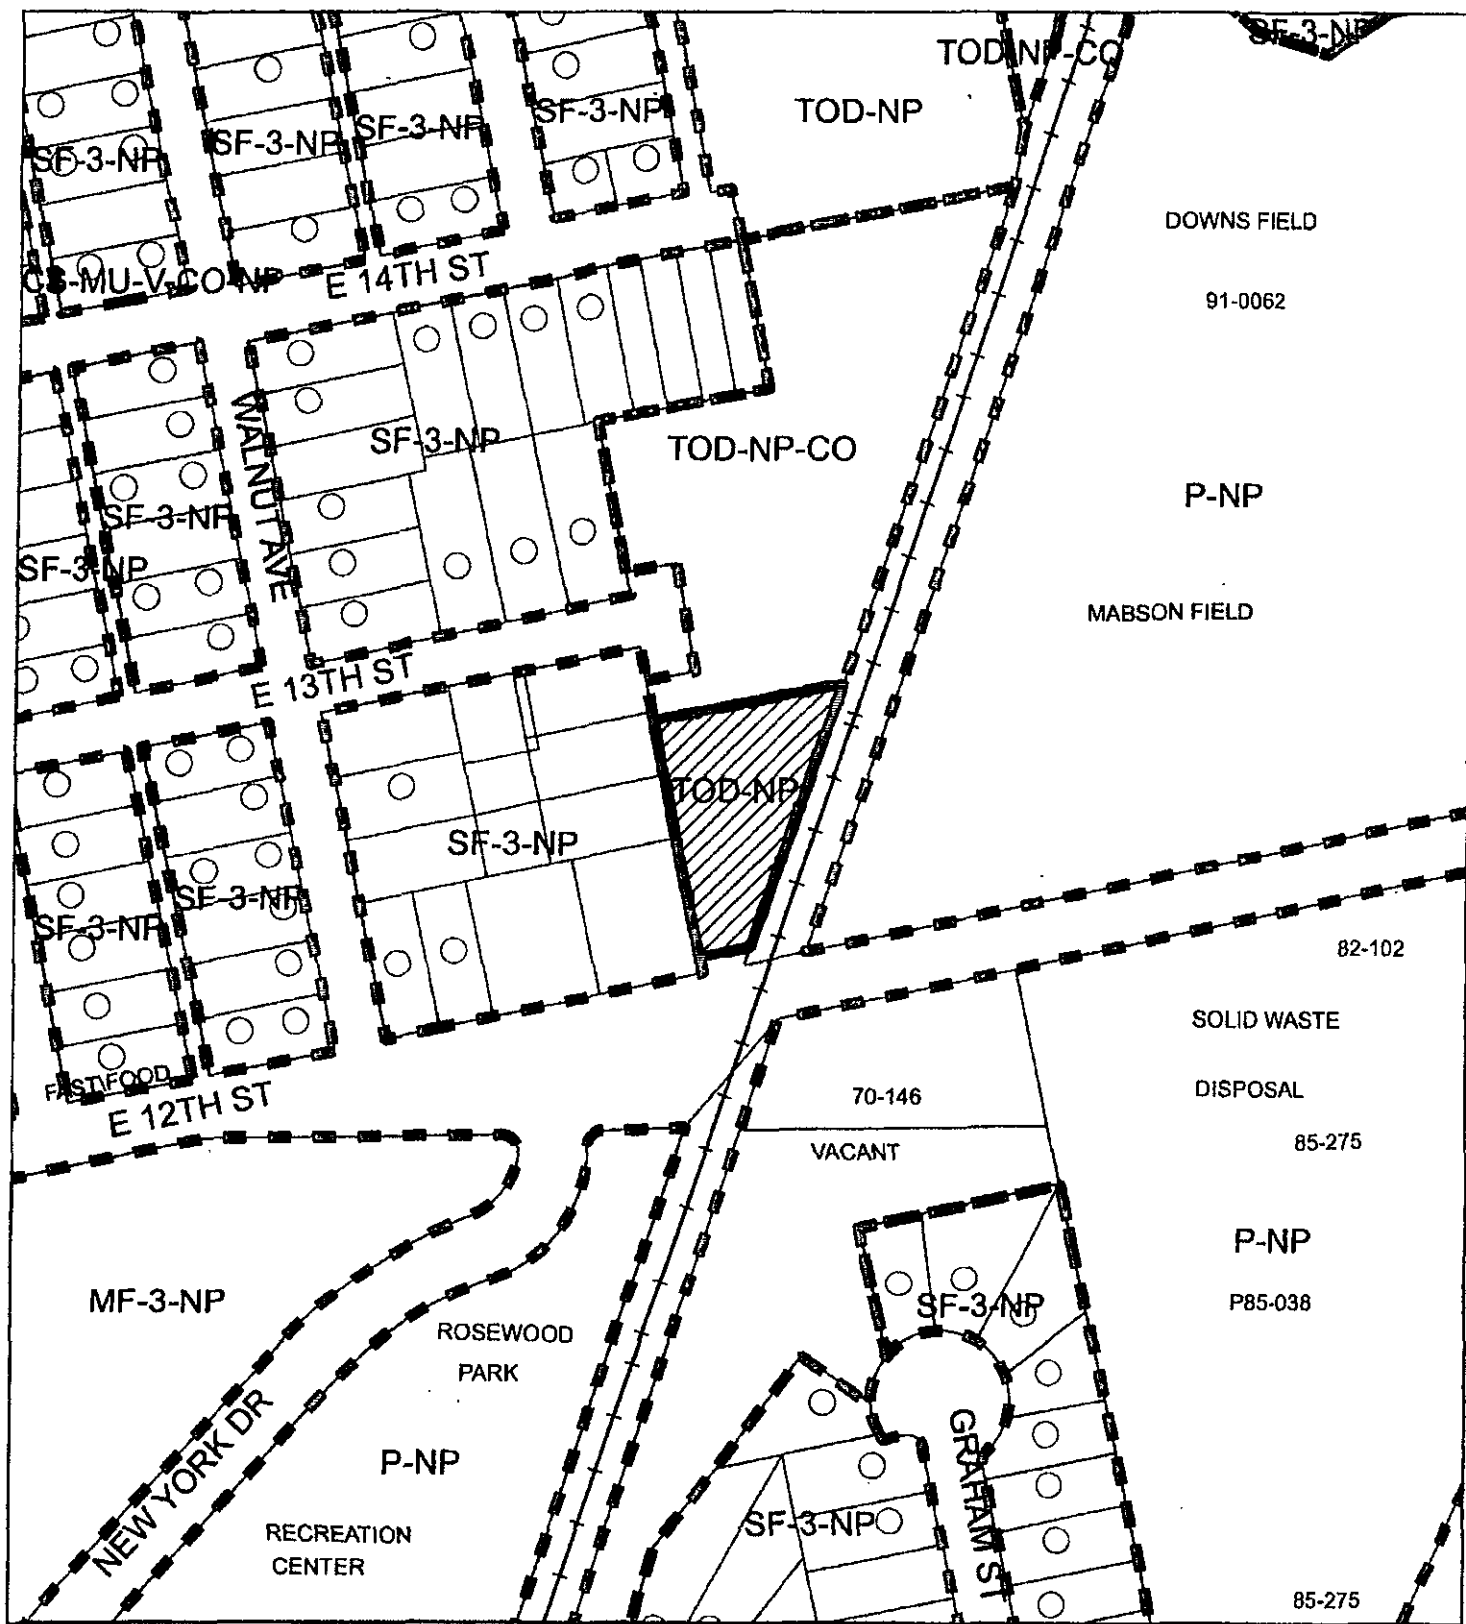 SF-3-NP
TOD-NP-CO
TOD-NP
SF-3-NP
SF-3-NP
SF-3-NP
SF-3-NP
DOWNS FIELD
91-0062
CS-MU-V-CO-NP
E 14TH ST
WALNUT AVE
SF-3-NP
TOD-NP-CO
P-NP
SF-3-NP
SF-3-NP
MABSON FIELD
E 13TH ST
TOD-NP
SF-3-NP
SF-3-NP
SF-3-NP
82-102
SOLID WASTE
DISPOSAL
85-275
FAST\FOOD
E 12TH ST
70-146
VACANT
P-NP
P85-038
MF-3-NP
SF-3-NP
ROSEWOOD
PARK
NEW YORK DR
P-NP
GRAHAM ST
SF-3-NP
RECREATION
CENTER
85-275